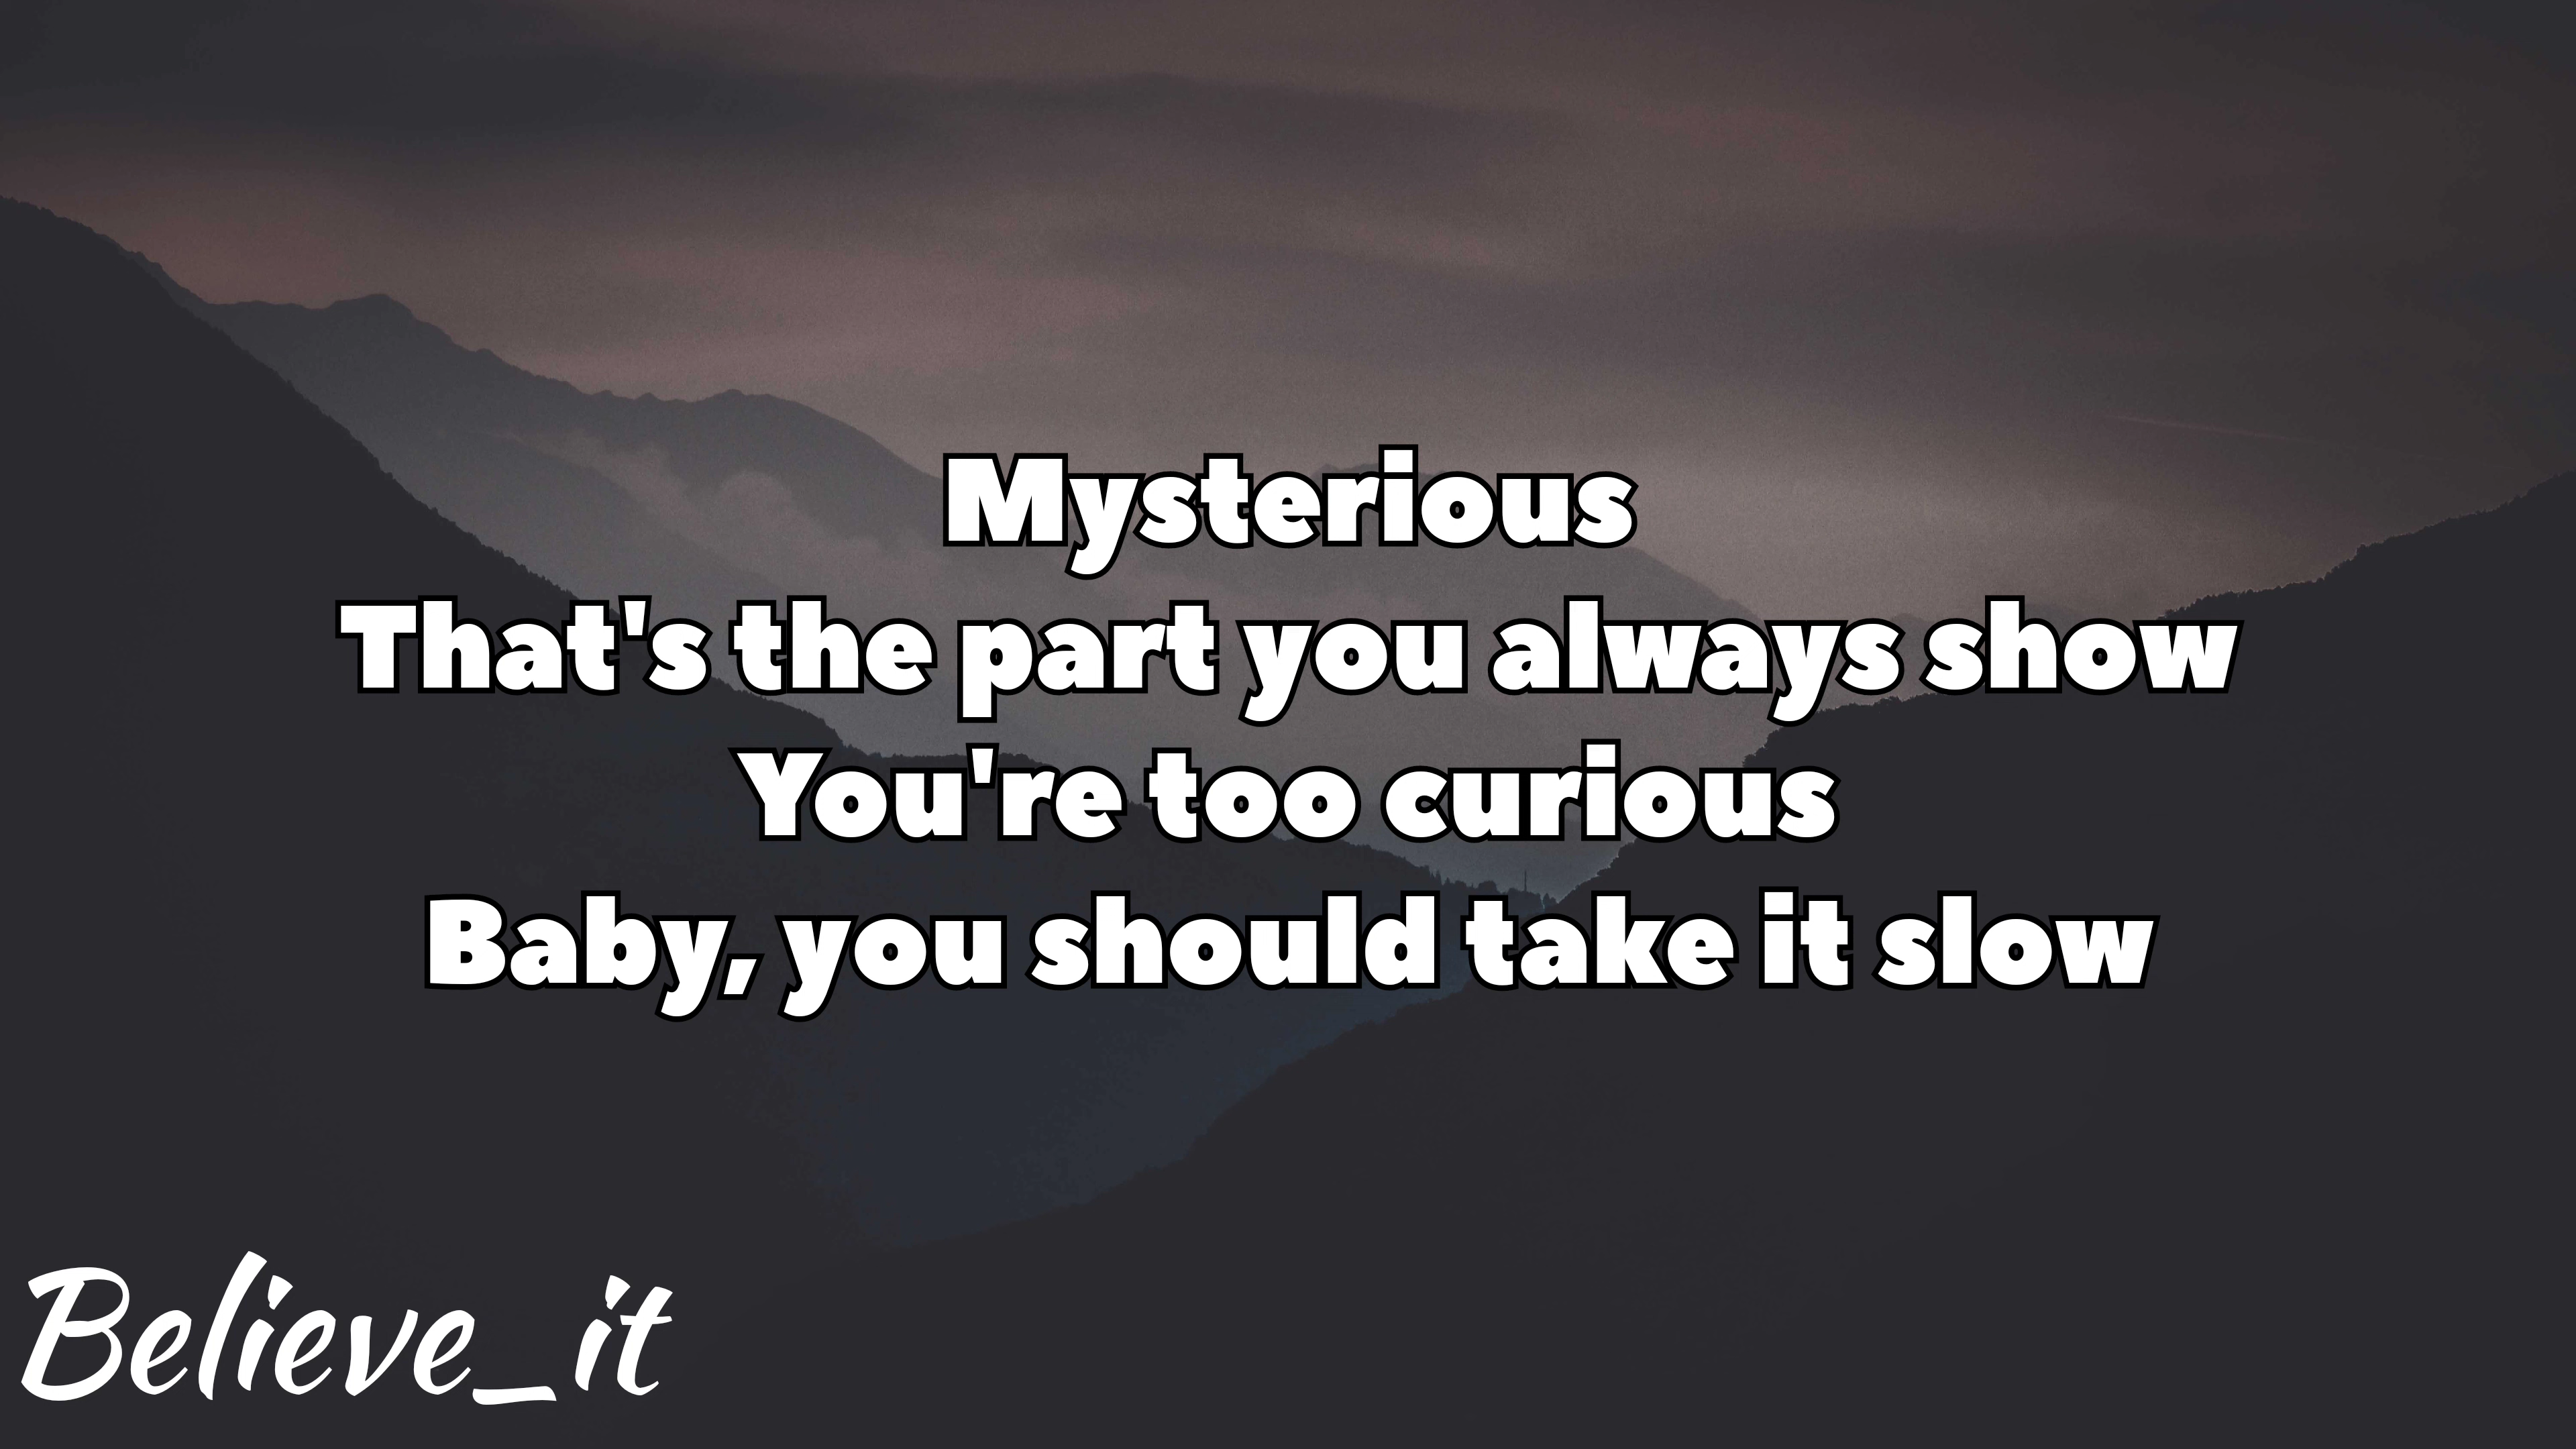 Mysterious
That's the part you always show
You're too curious
Baby, you should take it slow
Believe_it